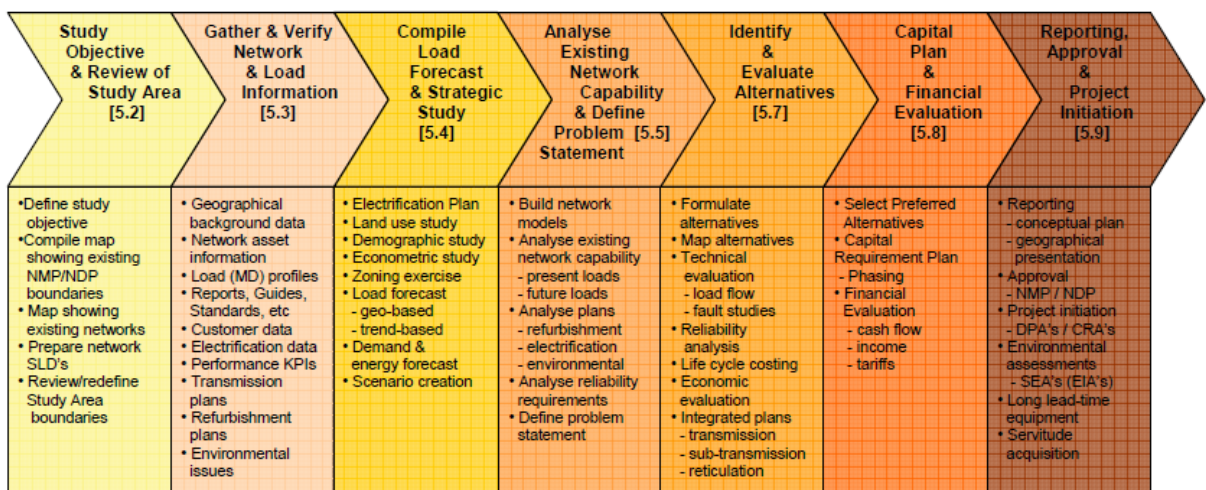 Study
Objective
& Review of
Study Area
[5.2]
Gather & Verify
Network
& Load
Information
[5.3]
Compile
Load
Forecast
& Strategic
Study
[5.4]
Analyse
Existing
Network
Capability
& Define
Problem [5.5]
Statement
Identify
&
Evaluate
Alternatives
[5.7]
Capital
Plan
&
Financial
Evaluation
[5.8]
Reporting,
Approval
&
Project
Initiation
[5.9]
•Define study
objective
•Compile map
showing existing
NMP/NDP
boundaries
• Map showing
existing networks
• Prepare network
SLD's
•Review/redefine
Study Area
boundaries
• Geographical
background data
• Network asset
information
• Load (MD) profiles
• Reports, Guides,
Standards, etc
• Customer data
• Electrification data
• Performance KPIs
• Transmission
plans
• Refurbishment
plans
• Environmental
issues
• Electrification Plan
• Land use study
• Demographic study
• Econometric study
• Zoning exercise
• Load forecast
- geo-based
- trend-based
• Demand &
energy forecast
• Scenario creation
• Build network
models
• Analyse existing
network capability
- present loads
- future loads
• Analyse plans
- refurbishment
- electrification
- environmental
• Analyse reliability
requirements
• Define problem
statement
• Formulate
alternatives
• Map alternatives
• Technical
evaluation
- load flow
- fault studies
• Reliability
analysis
• Life cycle costing
• Economic
evaluation
• Integrated plans
- transmission
- sub-transmission
- reticulation
• Select Preferred
Alternatives
• Capital
Requirement Plan
- Phasing
• Financial
Evaluation
- cash flow
- income
- tariffs
• Reporting
- conceptual plan
- geographical
presentation
• Approval
- NMP / NDP
• Project initiation
- DPA's / CRA's
• Environmental
assessments
- SEA's (EIA's)
• Long lead-time
equipment
• Servitude
acquisition